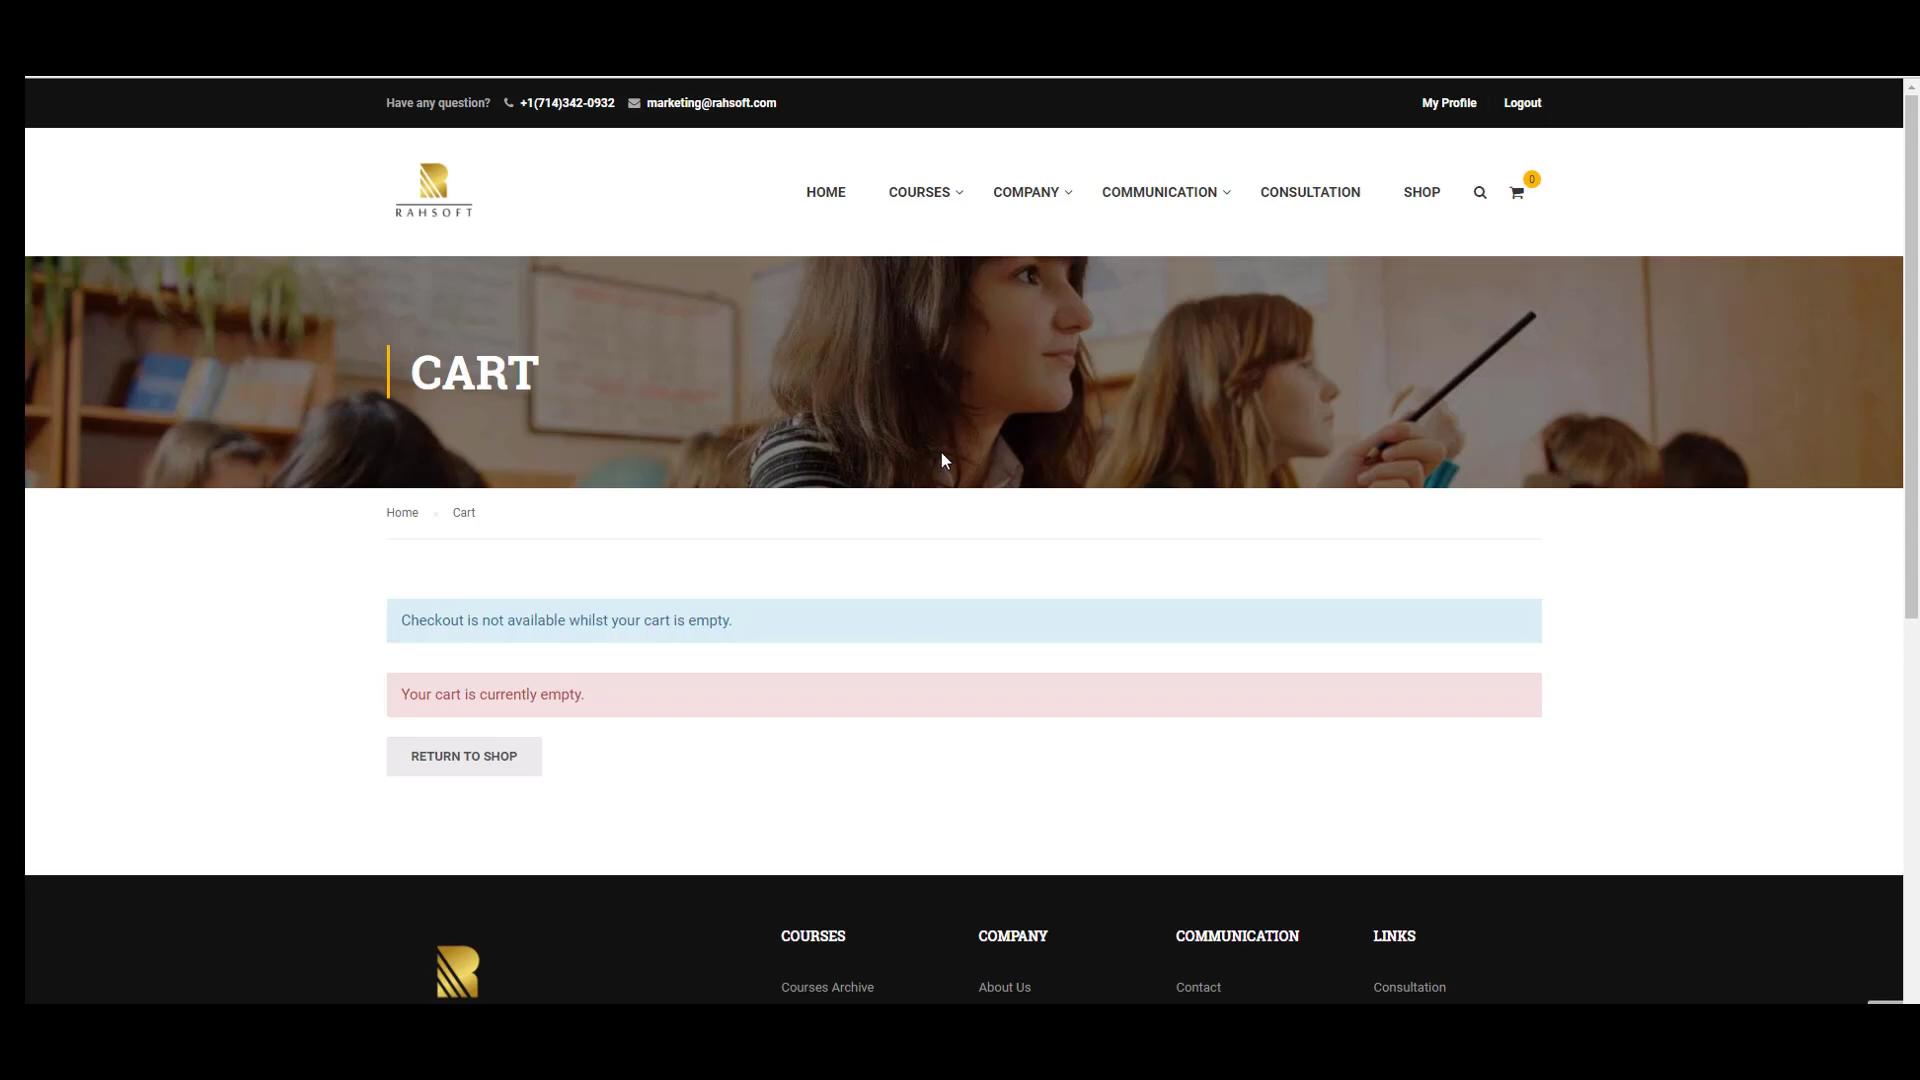 Have any question? +1(714)342-0932 marketing@rahsoft.com My Profile Logout
RAHSOFT
HOME COURSES COMPANY COMMUNICATION CONSULTATION SHOP 0
CART
Home Cart
Checkout is not available whilst your cart is empty.
Your cart is currently empty.
RETURN TO SHOP
COURSES COMPANY COMMUNICATION LINKS
Courses Archive About Us Contact Consultation